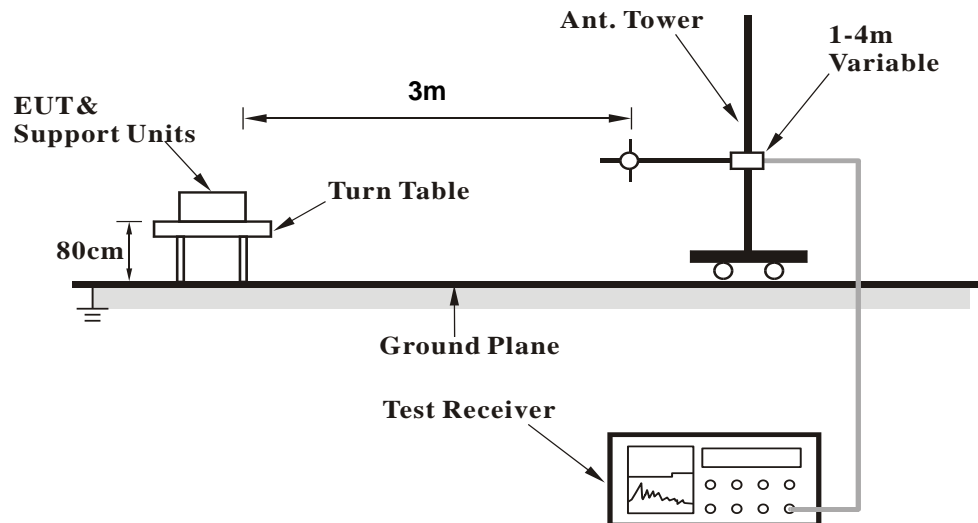 Ant. Tower
1-4m
Variable
3m
EUT&
Support Units
Turn Table
80cm
Ground Plane
Test Receiver